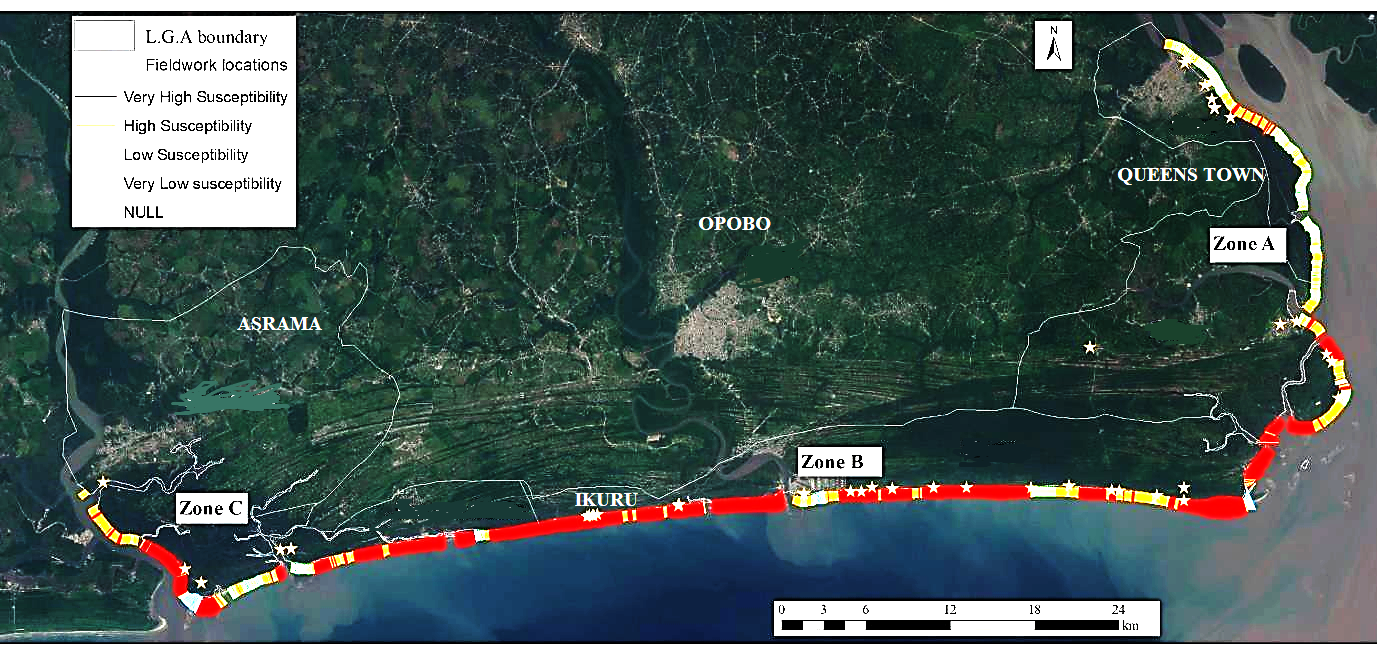 L.G.A boundary
Fieldwork locations
Very High Susceptibility
High Susceptibility
Low Susceptibility
Very Low susceptibility
NULL
N
QUEENS TOWN
OPOBO
Zone A
ASRAMA
Zone B
IKURU
Zone C
0 3 6 12 18 24
km